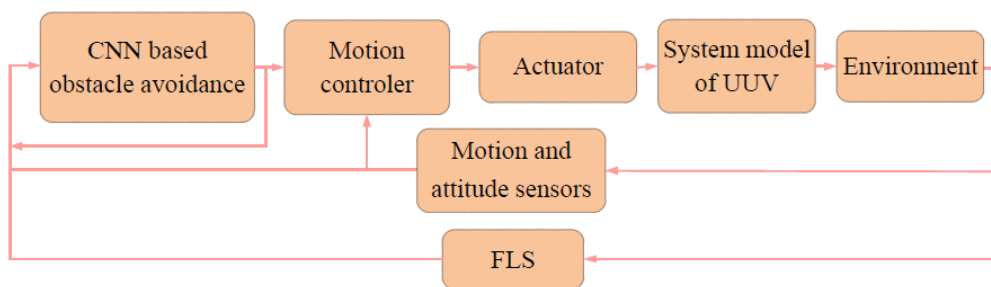 CNN based
obstacle avoidance
Motion
controler
Actuator
System model
of UUV
Environment
Motion and
attitude sensors
FLS